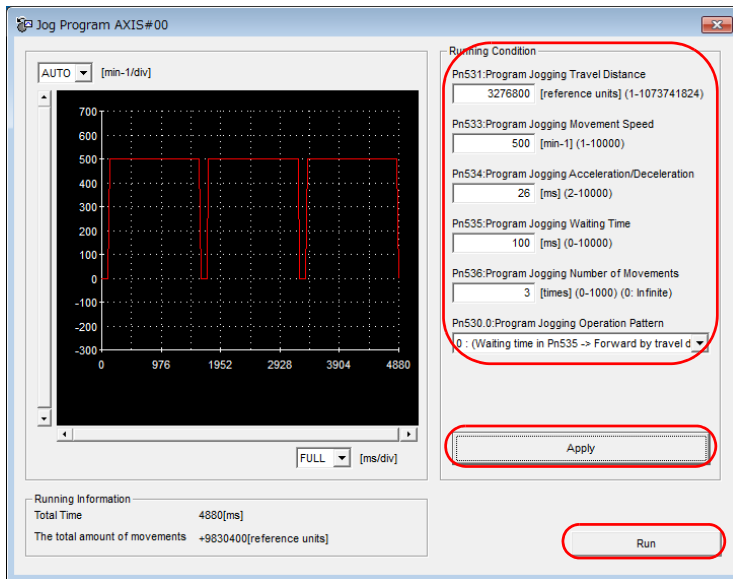 Jog Program AXIS#00
AUTO [min-1/div]
700
600
500
400
300
200
100
0
-100
-200
-300
0 976 1952 2928 3904 4880
FULL [ms/div]
Running Information
Total Time 4880[ms]
The total amount of movements +9830400[reference units]
Running Condition
Pn531:Program Jogging Travel Distance
3276800 [reference units] (1-1073741824)
Pn533:Program Jogging Movement Speed
500 [min-1] (1-10000)
Pn534:Program Jogging Acceleration/Deceleration
26 [ms] (2-10000)
Pn535:Program Jogging Waiting Time
100 [ms] (0-10000)
Pn536:Program Jogging Number of Movements
3 [times] (0-1000) (0: Infinite)
Pn530.0:Program Jogging Operation Pattern
0 : (Waiting time in Pn535 -> Forward by travel d
Apply
Run